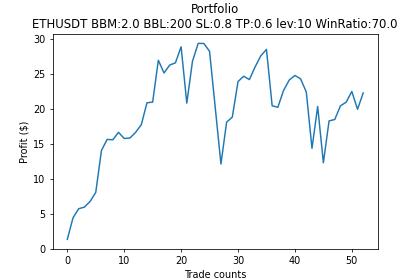 Portfolio
ETHUSDT BBM:2.0 BBL:200 SL:0.8 TP:0.6 lev:10 WinRatio:70.0
30
25
20
15
10
5
0
Profit ($)
0 10 20 30 40 50
Trade counts